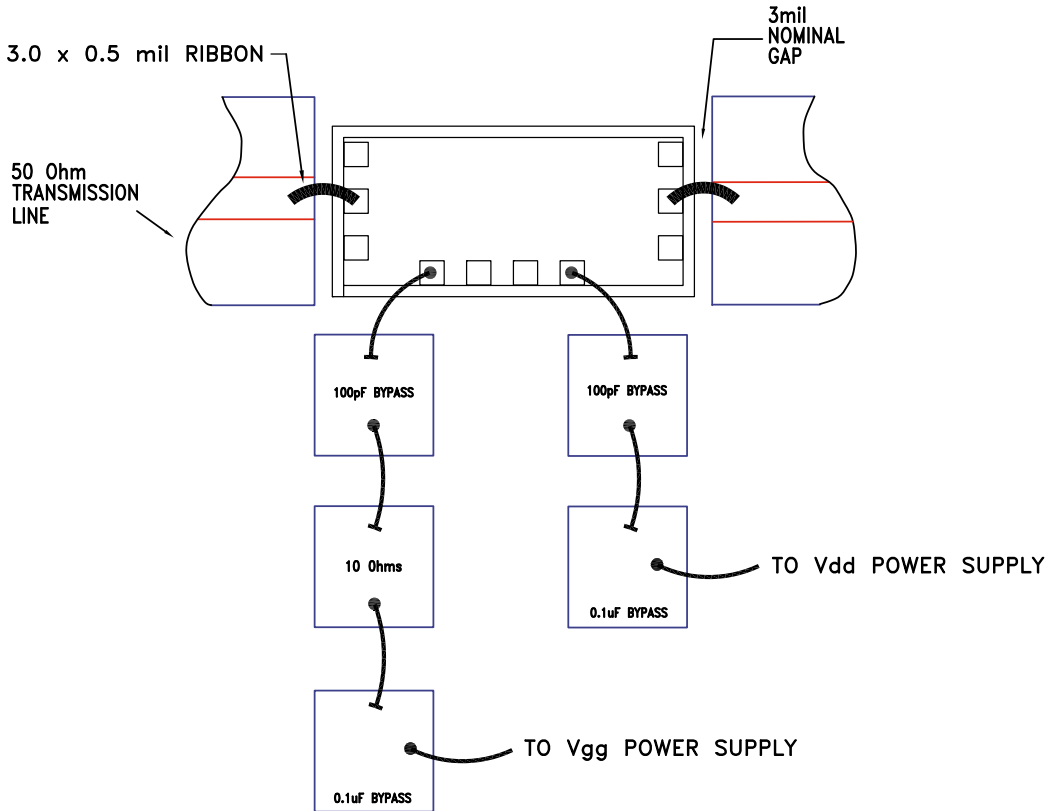 3mil
NOMINAL
GAP
3.0 x 0.5 mil RIBBON
50 Ohm
TRANSMISSION
LINE
100pF BYPASS
100pF BYPASS
10 Ohms
TO Vdd POWER SUPPLY
0.1uF BYPASS
TO Vgg POWER SUPPLY
0.1uF BYPASS